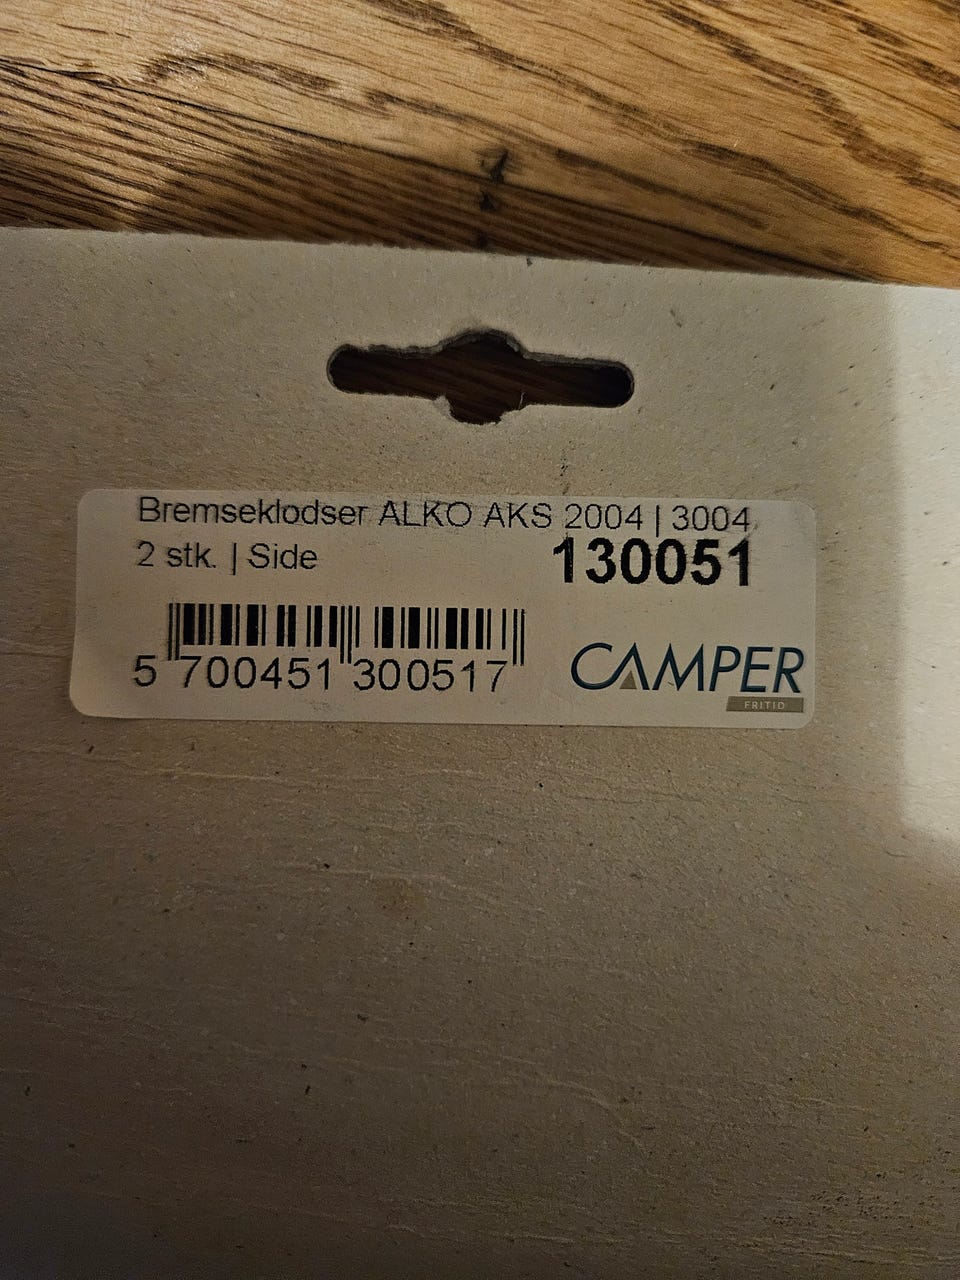 Bremseklodser ALKO AKS 2004 | 3004
2 stk. | Side
130051
5 700451 300517
CAMPER
FRITID